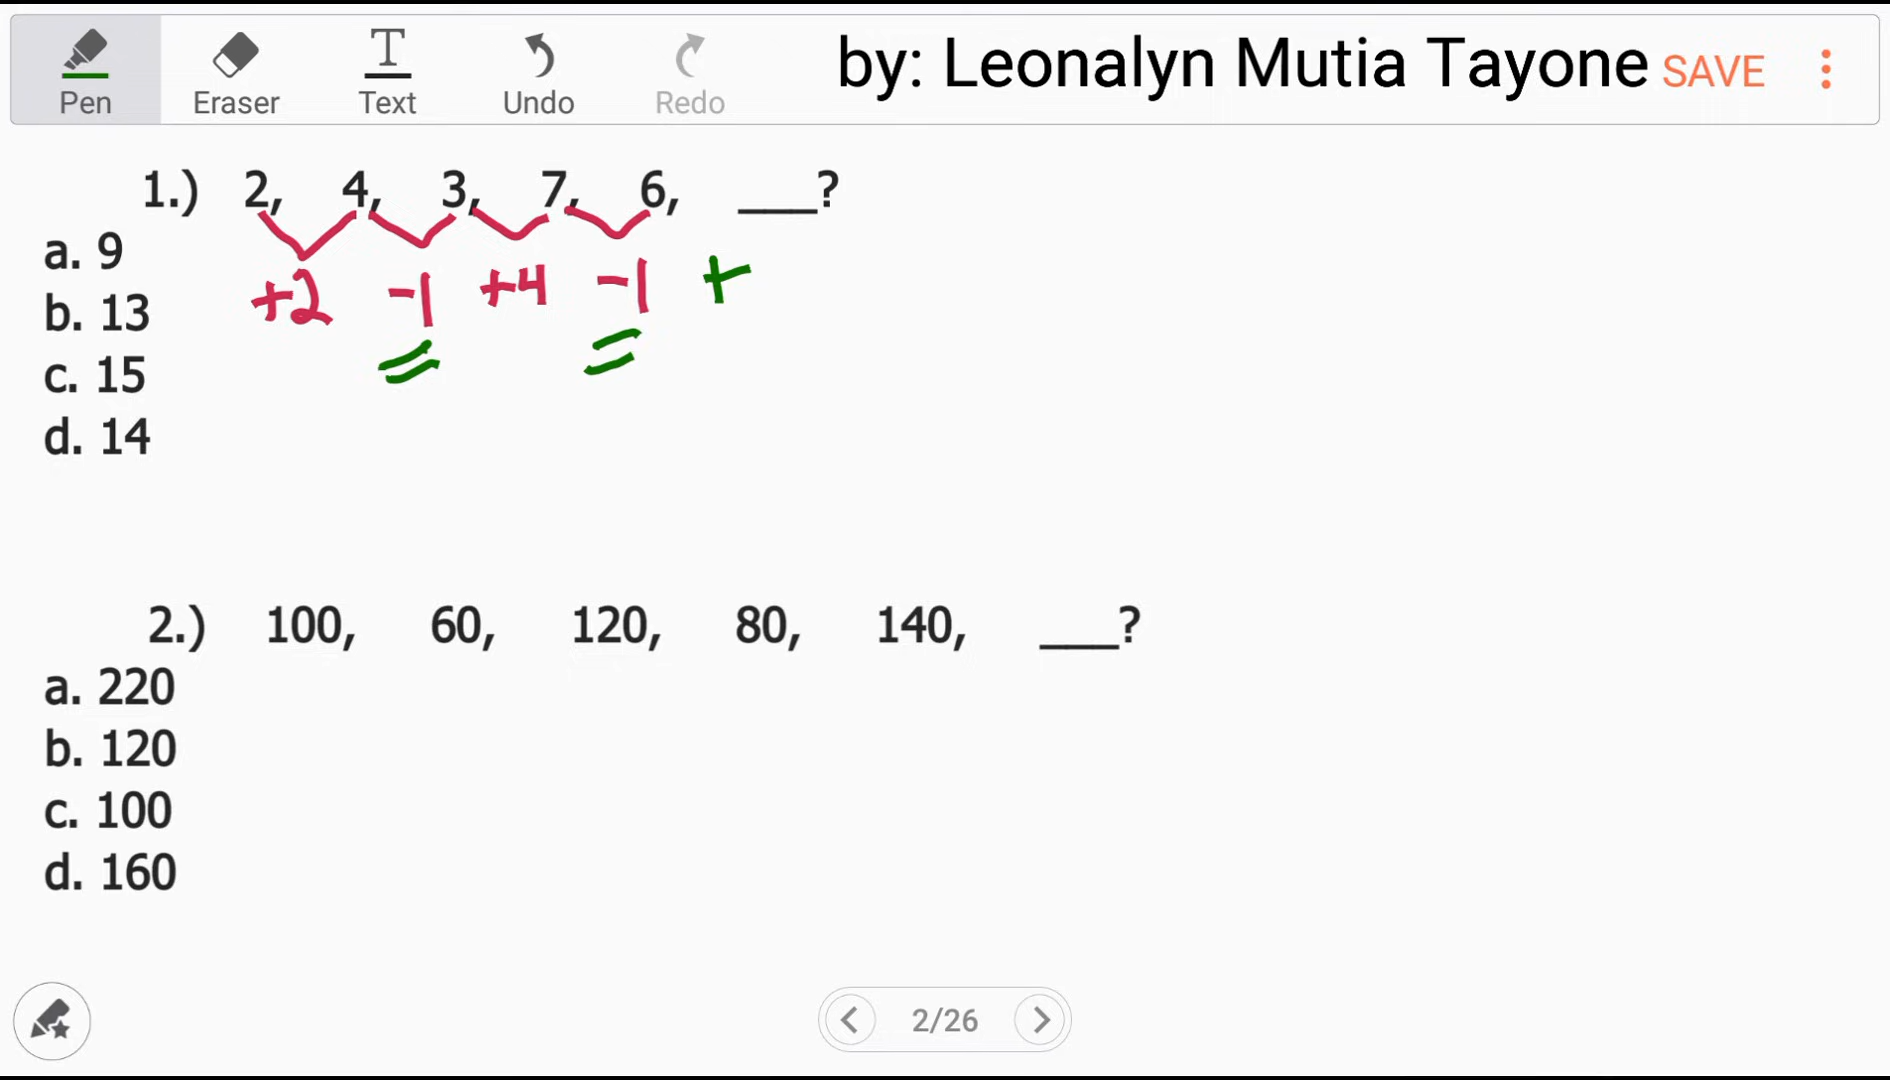 Pen Eraser Text Undo Redo by: Leonalyn Mutia Tayone SAVE
1.) 2, 4, 3, 7, 6, ___?
a. 9
+2 -1 +4 -1 +
b. 13
c. 15
d. 14
2.) 100, 60, 120, 80, 140, ___?
a. 220
b. 120
c. 100
d. 160
2/26